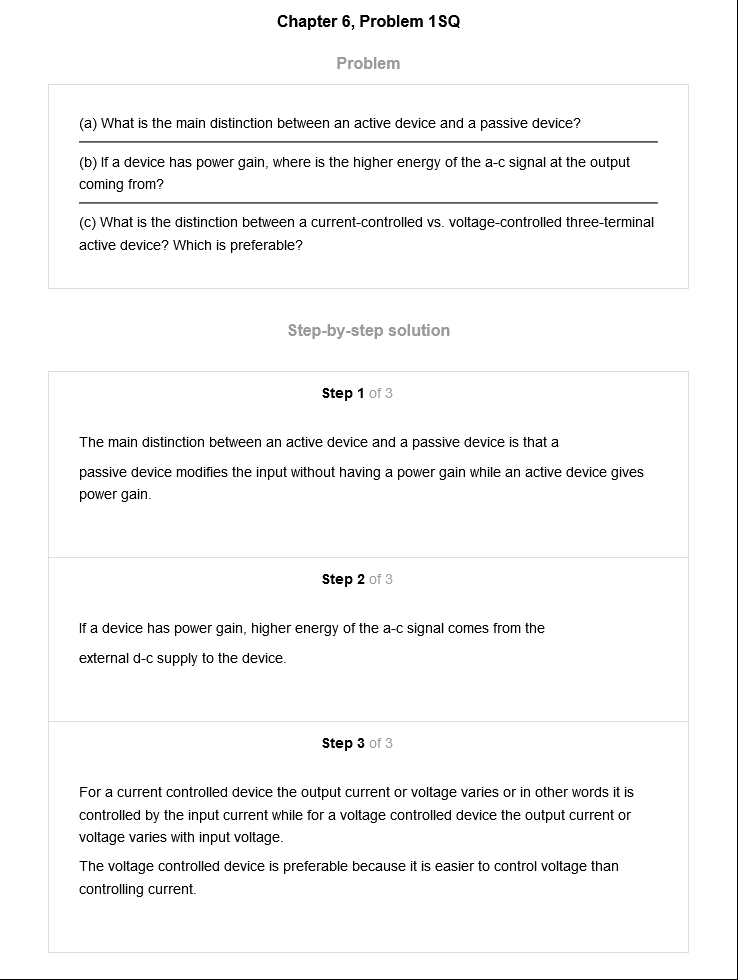 Chapter 6, Problem 1SQ
Problem
(a) What is the main distinction between an active device and a passive device?
(b) If a device has power gain, where is the higher energy of the a-c signal at the output
coming from?
(c) What is the distinction between a current-controlled vs. voltage-controlled three-terminal
active device? Which is preferable?
Step-by-step solution
Step 1 of 3
The main distinction between an active device and a passive device is that a
passive device modifies the input without having a power gain while an active device gives
power gain.
Step 2 of 3
If a device has power gain, higher energy of the a-c signal comes from the
external d-c supply to the device.
Step 3 of 3
For a current controlled device the output current or voltage varies or in other words it is
controlled by the input current while for a voltage controlled device the output current or
voltage varies with input voltage.
The voltage controlled device is preferable because it is easier to control voltage than
controlling current.